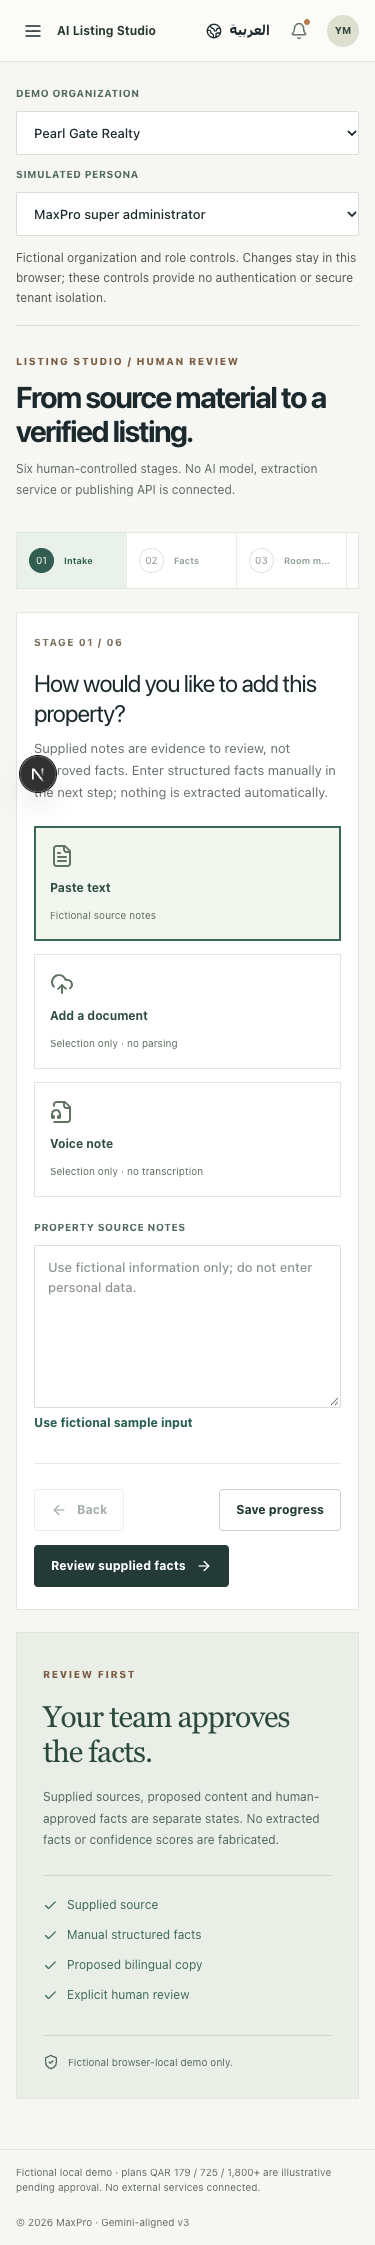 AI Listing Studio
العربية
YM
DEMO ORGANIZATION
Pearl Gate Realty
SIMULATED PERSONA
MaxPro super administrator
Fictional organization and role controls. Changes stay in this
browser; these controls provide no authentication or secure
tenant isolation.
LISTING STUDIO / HUMAN REVIEW
From source material to a
verified listing.
Six human-controlled stages. No AI model, extraction
service or publishing API is connected.
01 Intake
02 Facts
03 Room m...
STAGE 01 / 06
How would you like to add this
property?
Supplied notes are evidence to review, not
roved facts. Enter structured facts manually in
the next step; nothing is extracted automatically.
N
Paste text
Fictional source notes
Add a document
Selection only · no parsing
Voice note
Selection only · no transcription
PROPERTY SOURCE NOTES
Use fictional information only; do not enter
personal data.
Use fictional sample input
Back
Save progress
Review supplied facts
REVIEW FIRST
Your team approves
the facts.
Supplied sources, proposed content and human-
approved facts are separate states. No extracted
facts or confidence scores are fabricated.
Supplied source
Manual structured facts
Proposed bilingual copy
Explicit human review
Fictional browser-local demo only.
Fictional local demo · plans QAR 179 / 725 / 1,800+ are illustrative
pending approval. No external services connected.
© 2026 MaxPro · Gemini-aligned v3